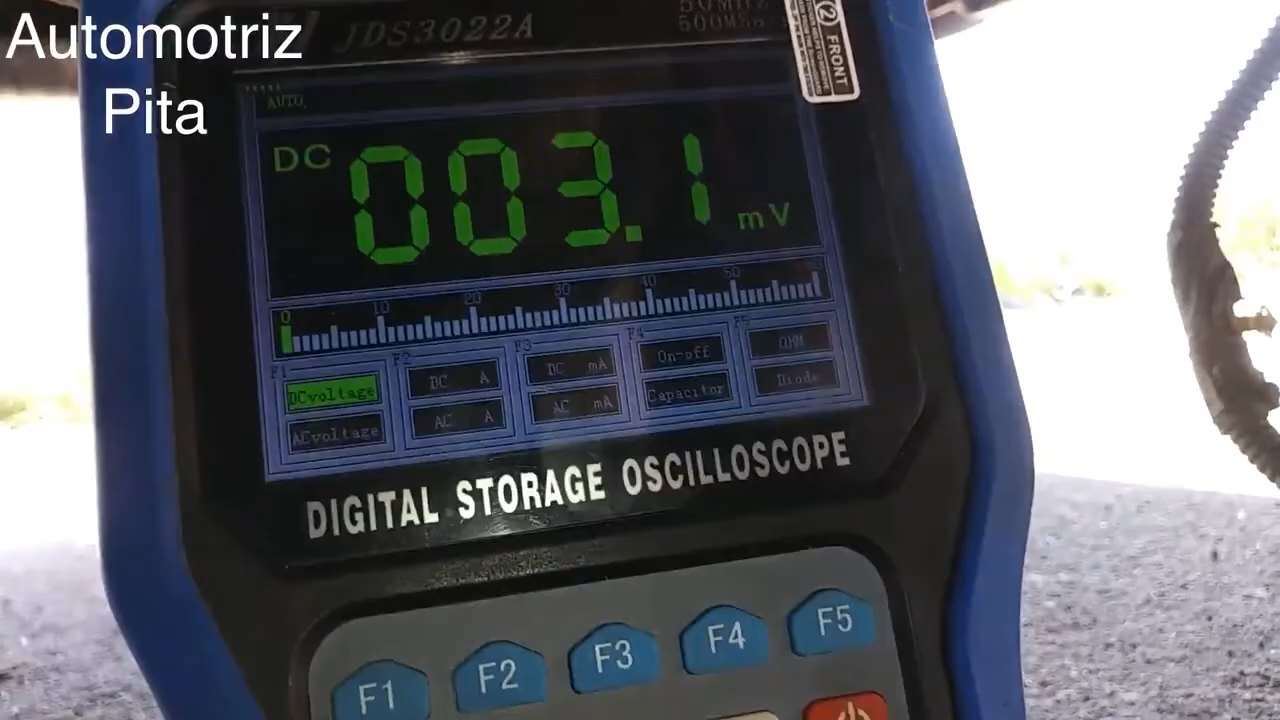 Automotriz
Pita
JDS3022A
FRONT
AUTO.
DC 003.1 mV
0 10 20 30 40 50
F1 F2 F3 F4 F5
DCvoltage DC A DC mA On-off OHM
ACvoltage AC A AC mA Capacitor Diode
DIGITAL STORAGE OSCILLOSCOPE
F1 F2 F3 F4 F5